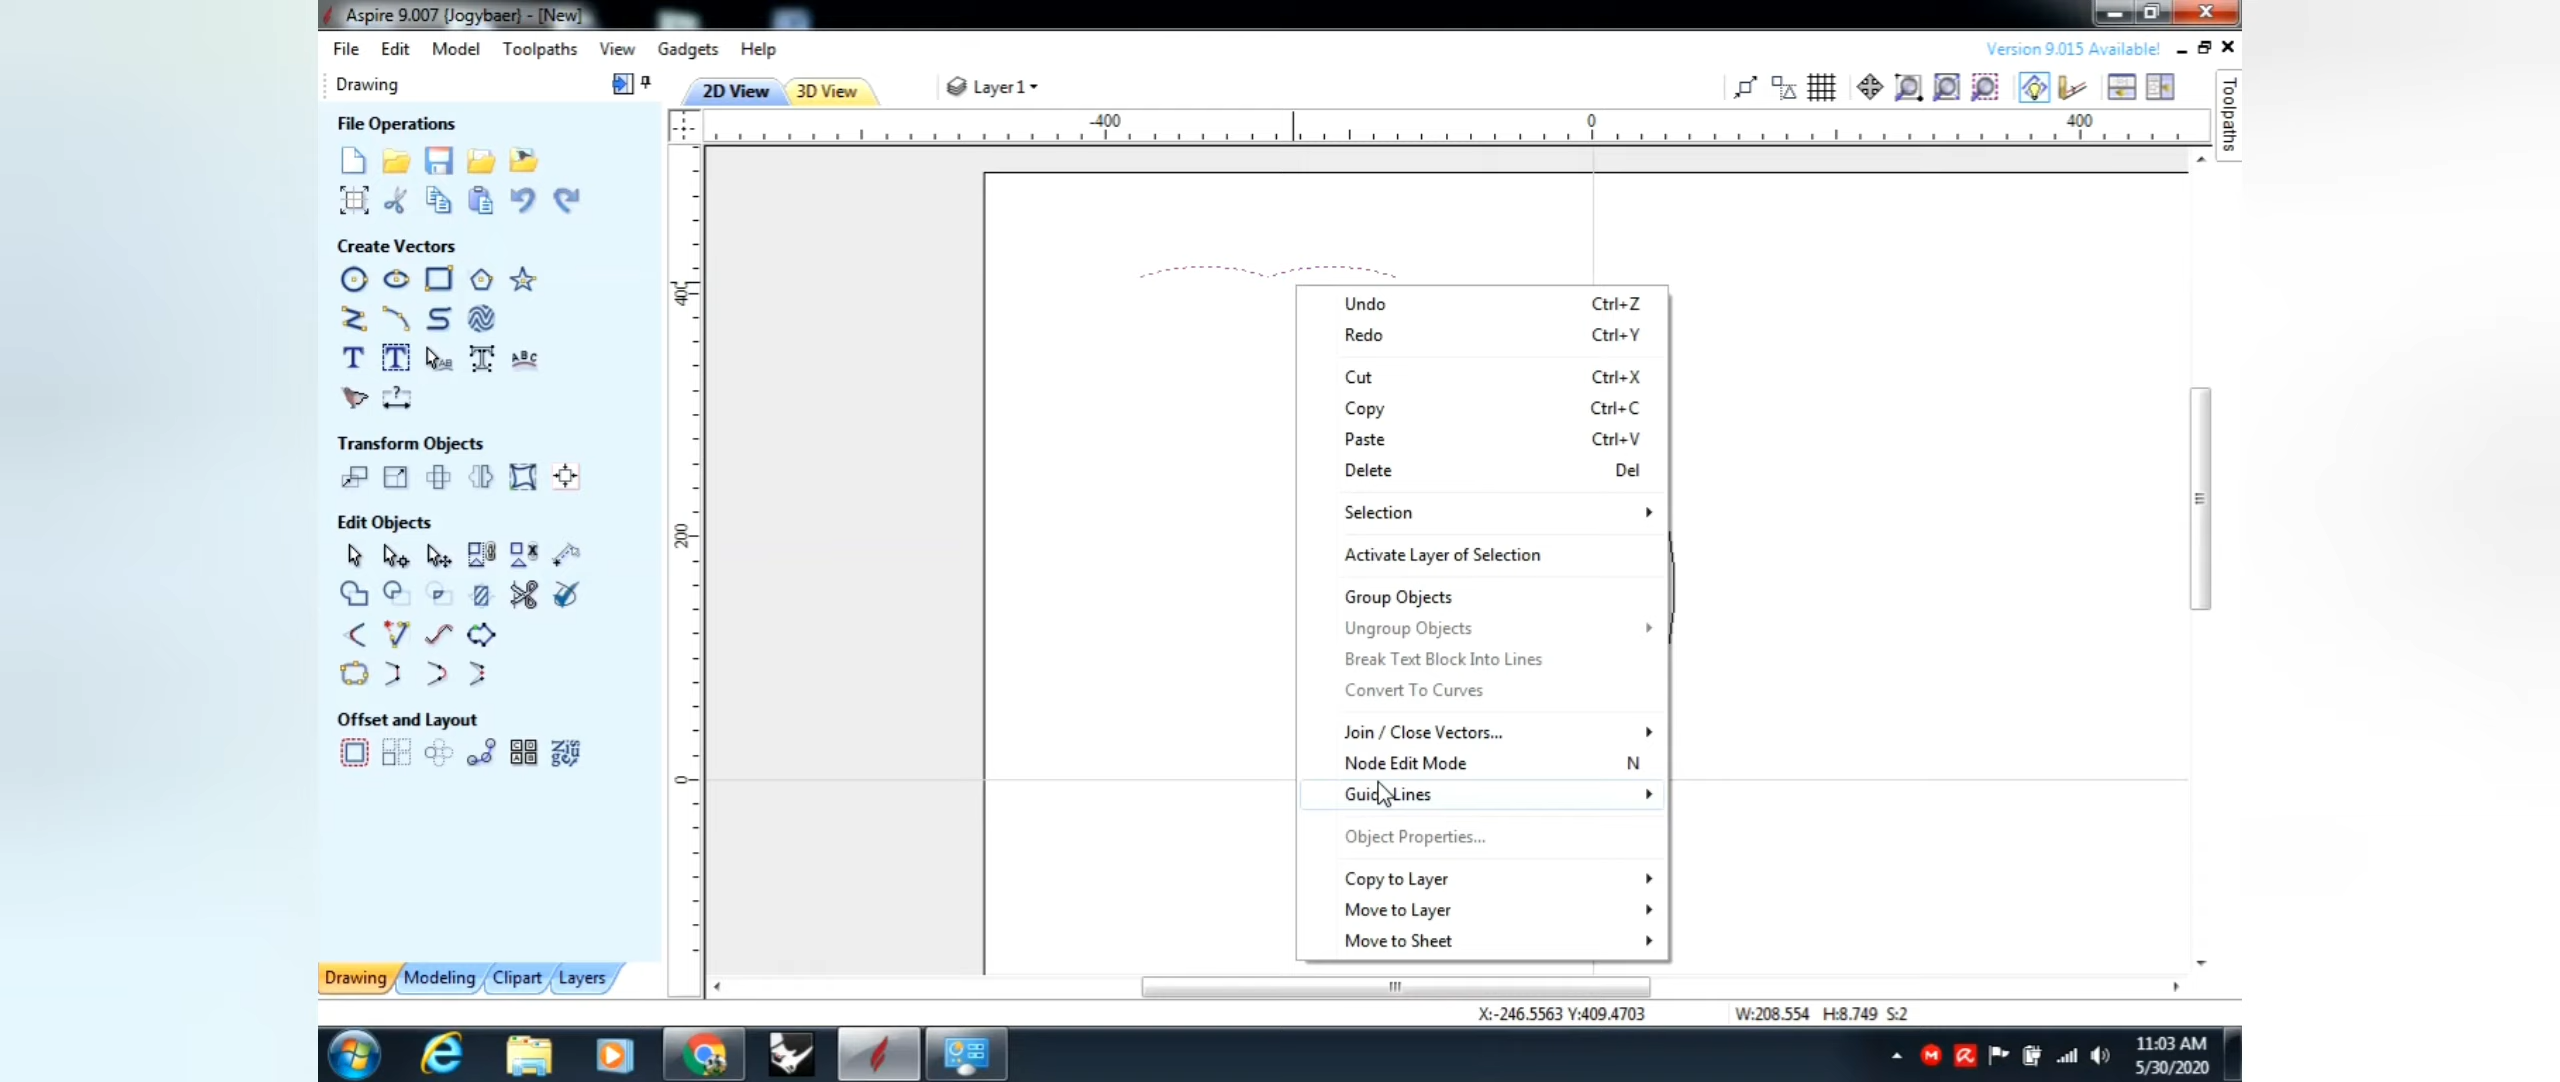 Aspire 9.007 {Jogybaer} - [New]
File Edit Model Toolpaths View Gadgets Help
Version 9.015 Available!
Drawing
2D View
3D View
Layer1
Toolpaths
File Operations
Create Vectors
Transform Objects
Edit Objects
Offset and Layout
-400
0
400
400
200
0
Undo Ctrl+Z
Redo Ctrl+Y
Cut Ctrl+X
Copy Ctrl+C
Paste Ctrl+V
Delete Del
Selection
Activate Layer of Selection
Group Objects
Ungroup Objects
Break Text Block Into Lines
Convert To Curves
Join / Close Vectors...
Node Edit Mode N
Guide Lines
Object Properties...
Copy to Layer
Move to Layer
Move to Sheet
Drawing Modeling Clipart Layers
X:-246.5563 Y:409.4703
W:208.554 H:8.749 S:2
11:03 AM
5/30/2020